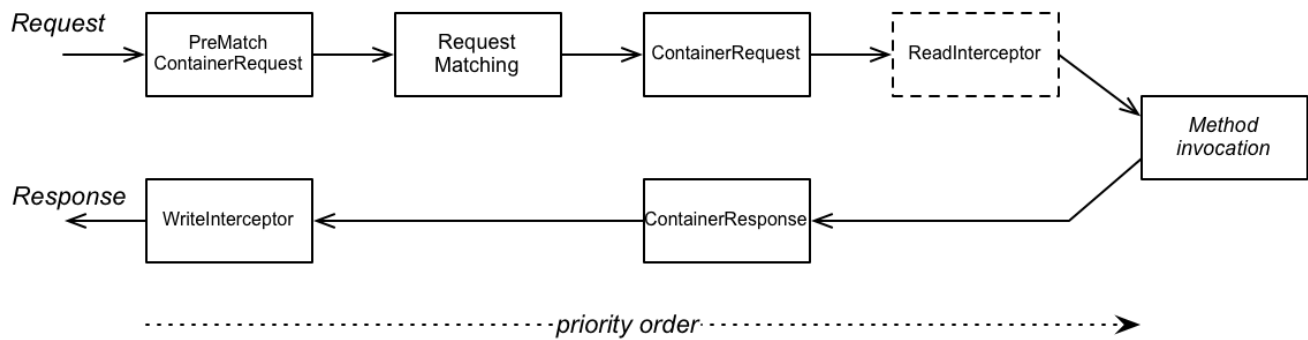 Request
PreMatch
ContainerRequest
Request
Matching
ContainerRequest
ReadInterceptor
Method
invocation
Response
WriteInterceptor
ContainerResponse
priority order